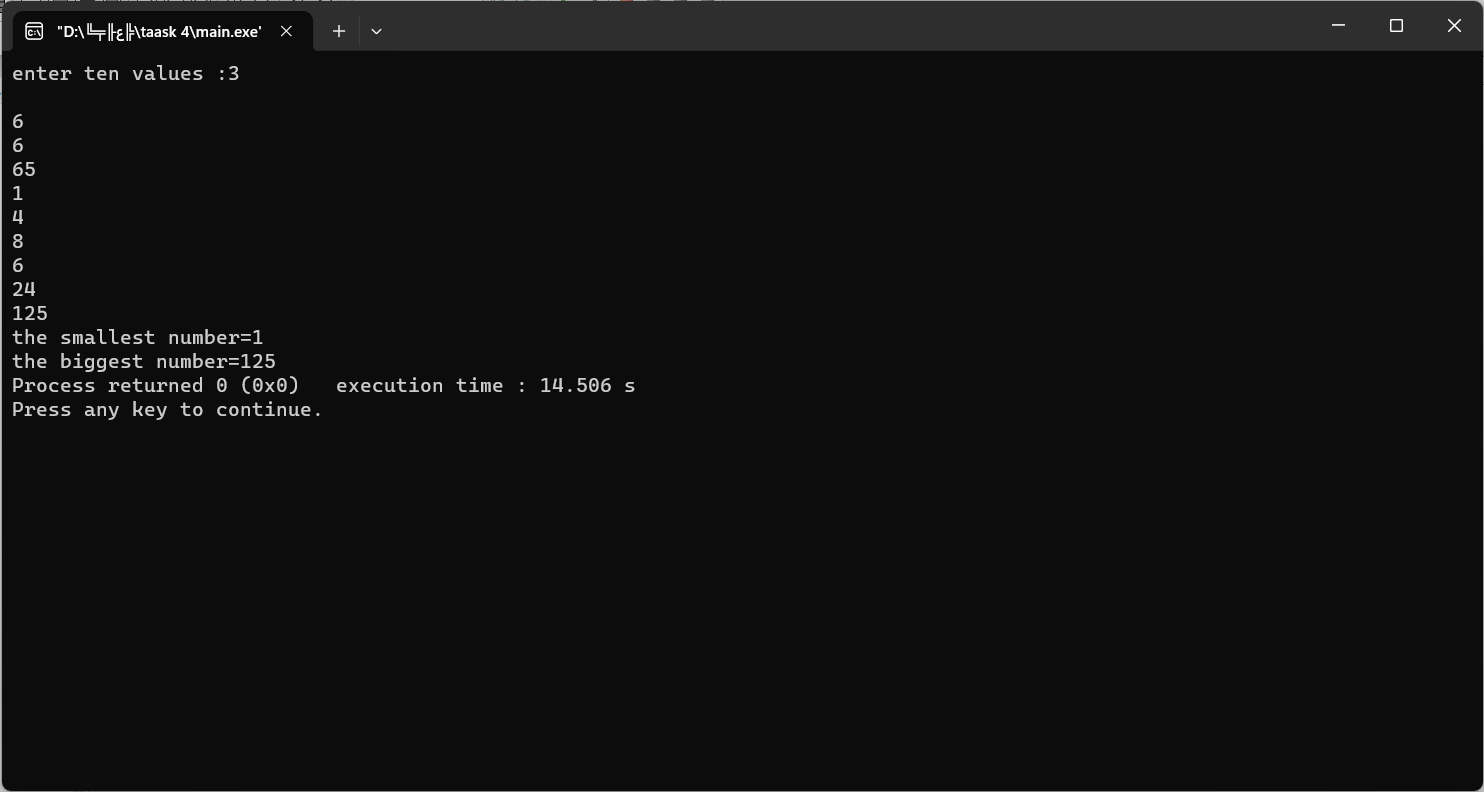 "D:\╚╤╟ع╠\taask 4\main.exe"
enter ten values :3
6
6
65
1
4
8
6
24
125
the smallest number=1
the biggest number=125
Process returned 0 (0x0)   execution time : 14.506 s
Press any key to continue.